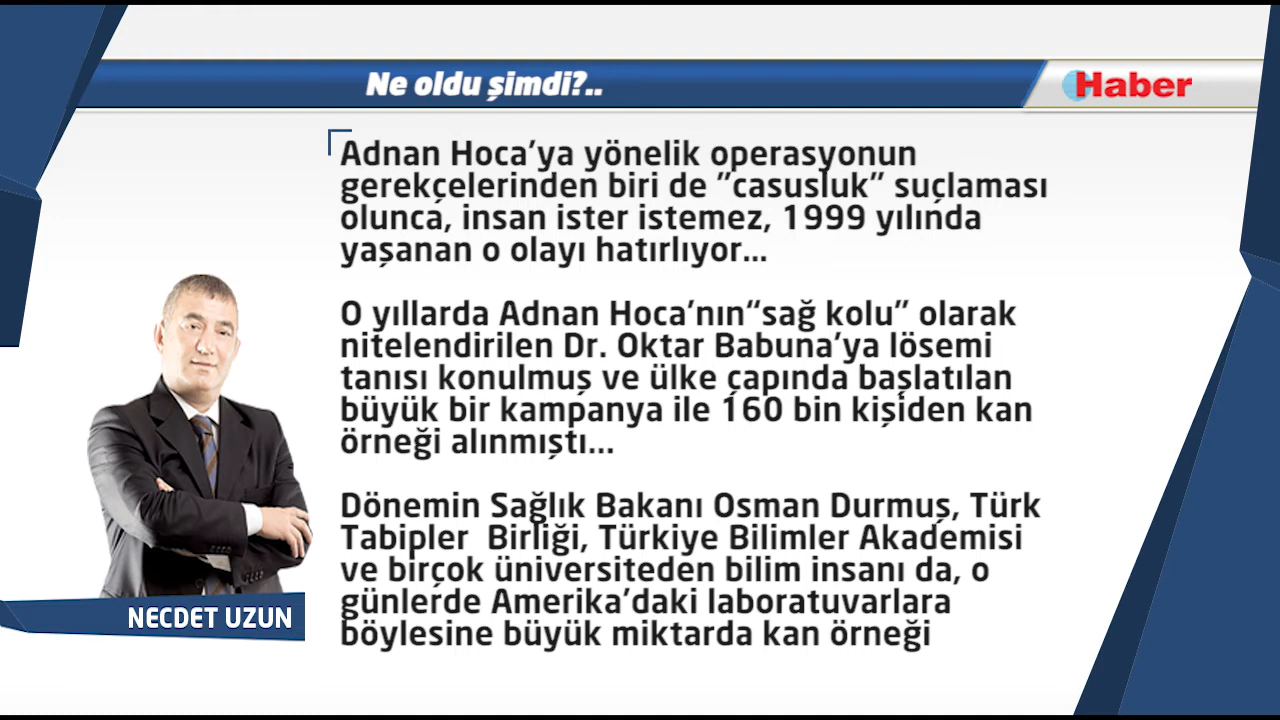 Ne oldu şimdi?..
Haber
Adnan Hoca’ya yönelik operasyonun
gerekçelerinden biri de ”casusluk” suçlaması
olunca, insan ister istemez, 1999 yılında
yaşanan o olayı hatırlıyor...
O yıllarda Adnan Hoca’nın“sağ kolu” olarak
nitelendirilen Dr. Oktar Babuna’ya lösemi
tanısı konulmuş ve ülke çapında başlatılan
büyük bir kampanya ile 160 bin kişiden kan
örneği alınmıştı...
Dönemin Sağlık Bakanı Osman Durmuş, Türk
Tabipler  Birliği, Türkiye Bilimler Akademisi
ve birçok üniversiteden bilim insanı da, o
günlerde Amerika’daki laboratuvarlara
böylesine büyük miktarda kan örneği
NECDET UZUN